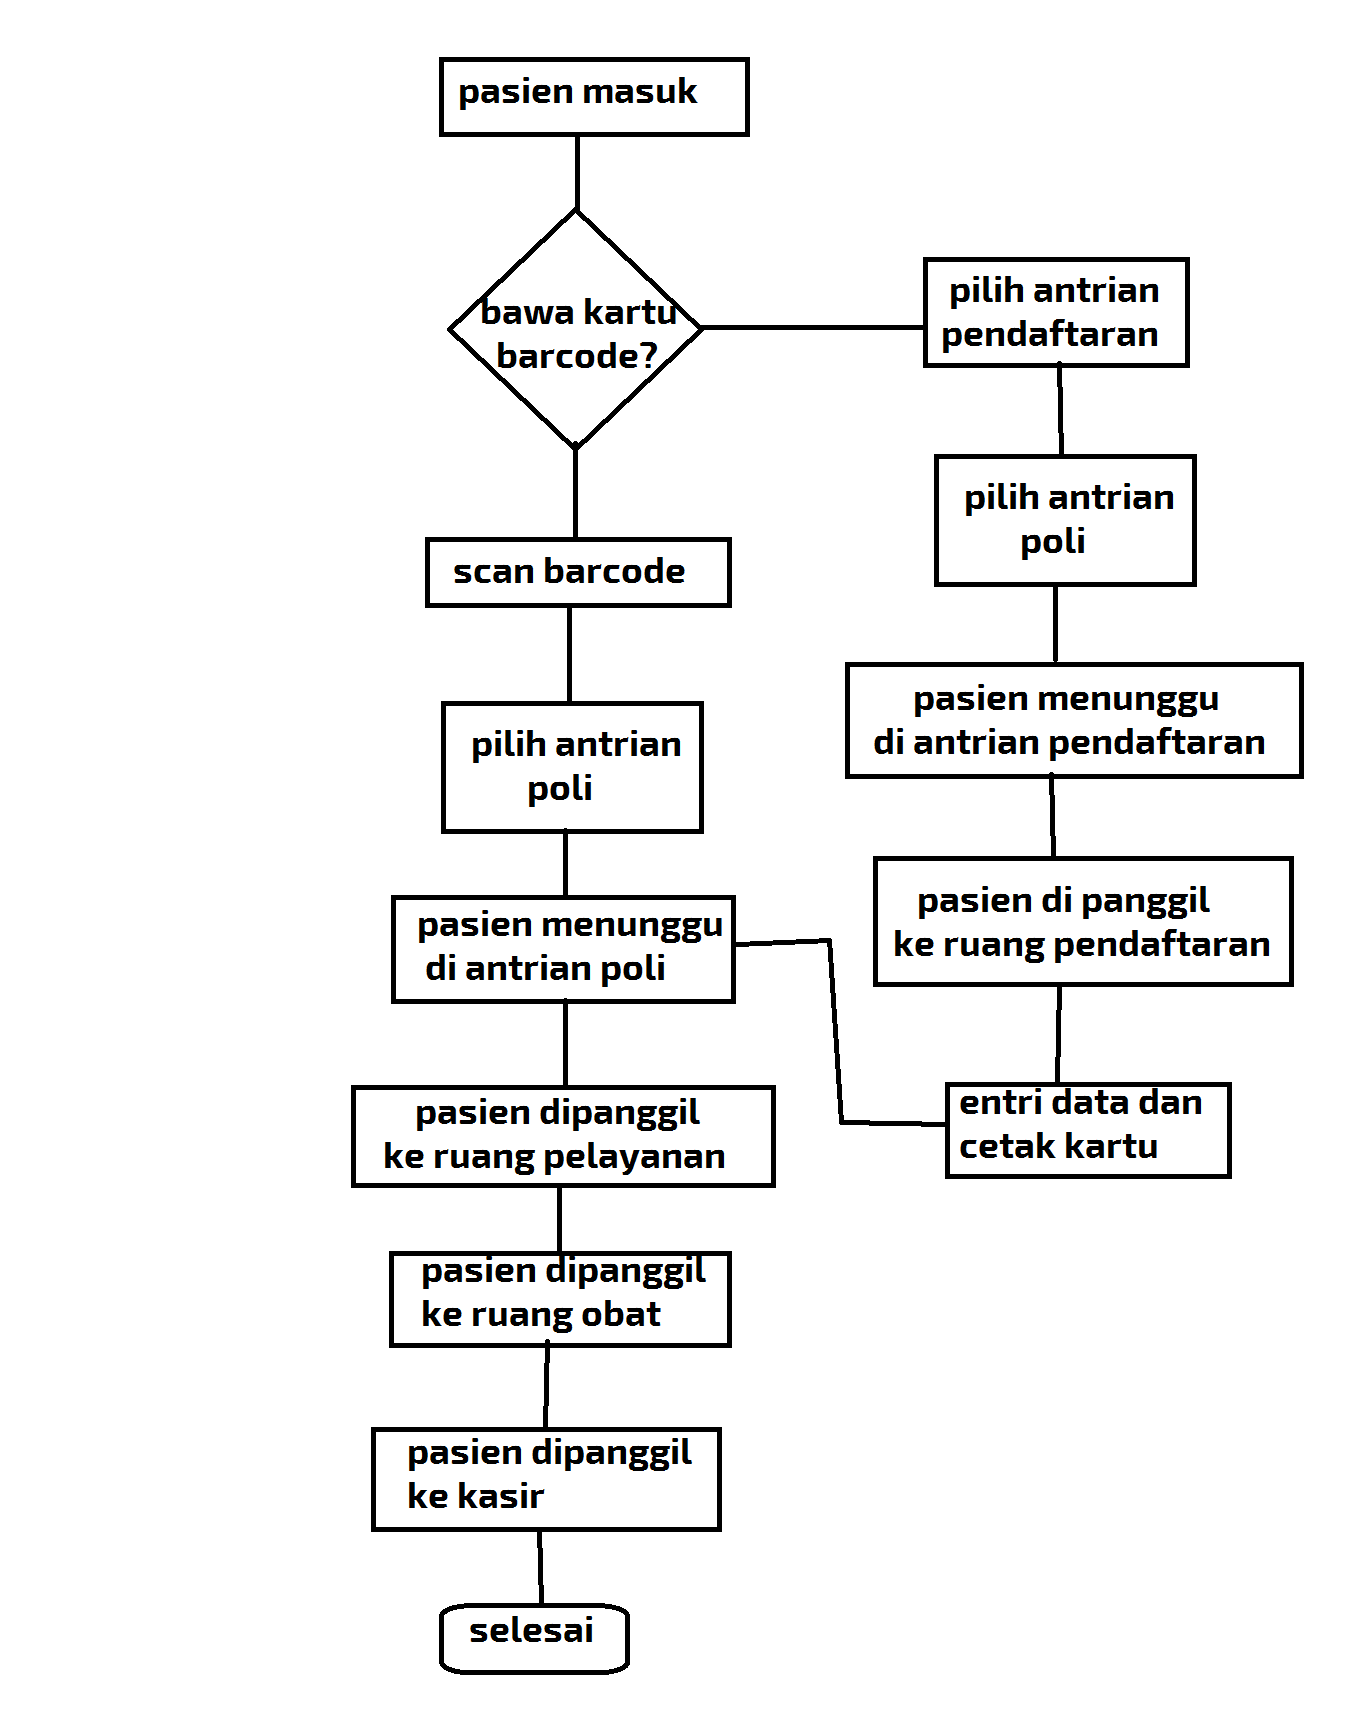 pasien masuk
bawa kartu
barcode?
scan barcode
pilih antrian
poli
pasien menunggu
di antrian poli
pasien dipanggil
ke ruang pelayanan
pasien dipanggil
ke ruang obat
pasien dipanggil
ke kasir
selesai
pilih antrian
pendaftaran
pilih antrian
poli
pasien menunggu
di antrian pendaftaran
pasien di panggil
ke ruang pendaftaran
entri data dan
cetak kartu